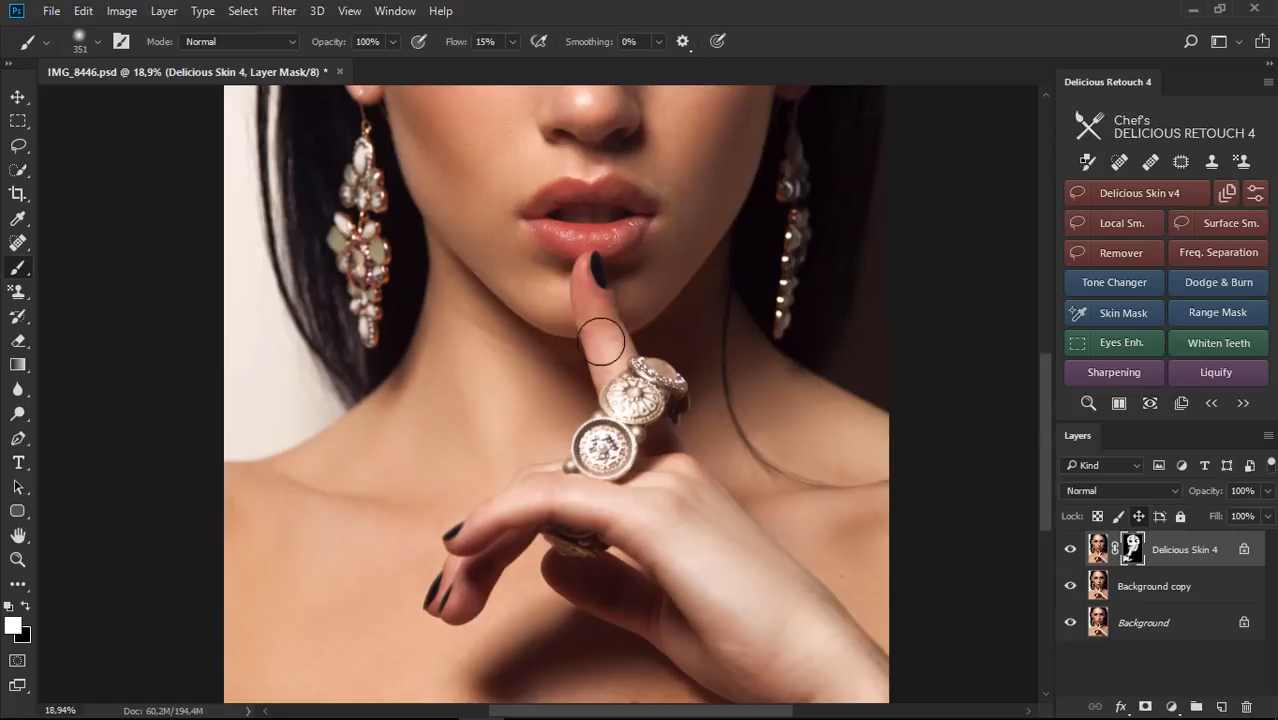 Ps File Edit Image Layer Type Select Filter 3D View Window Help
351 Mode: Normal Opacity: 100% Flow: 15% Smoothing: 0%
IMG_8446.psd @ 18,9% (Delicious Skin 4, Layer Mask/8) *
Delicious Retouch 4
Chef's
DELICIOUS RETOUCH 4
Delicious Skin v4
Local Sm. Surface Sm.
Remover Freq. Separation
Tone Changer Dodge & Burn
Skin Mask Range Mask
Eyes Enh. Whiten Teeth
Sharpening Liquify
Layers
Kind
Normal Opacity: 100%
Lock: Fill: 100%
Delicious Skin 4
Background copy
Background
18,94% Doc: 60,2M/194,4M